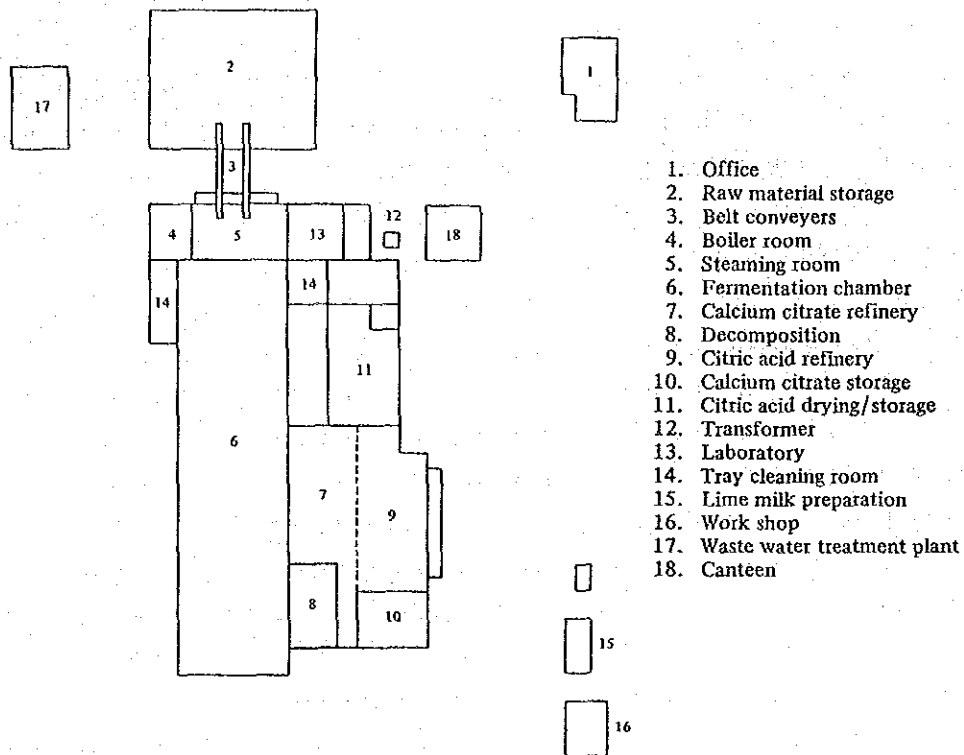 2
1
17
3
4
5
13
12
18
14
14
11
6
7
9
8
10
15
16
1. Office
2. Raw material storage
3. Belt conveyers
4. Boiler room
5. Steaming room
6. Fermentation chamber
7. Calcium citrate refinery
8. Decomposition
9. Citric acid refinery
10. Calcium citrate storage
11. Citric acid drying/storage
12. Transformer
13. Laboratory
14. Tray cleaning room
15. Lime milk preparation
16. Work shop
17. Waste water treatment plant
18. Canteen